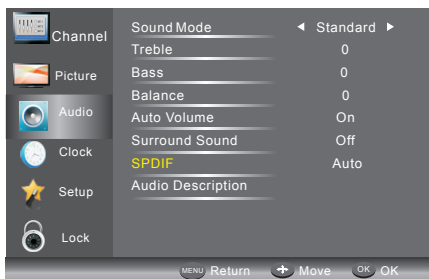 Channel
Picture
Audio
Clock
Setup
Lock
Sound Mode Standard
Treble 0
Bass 0
Balance 0
Auto Volume On
Surround Sound Off
SPDIF Auto
Audio Description
MENU Return Move OK OK